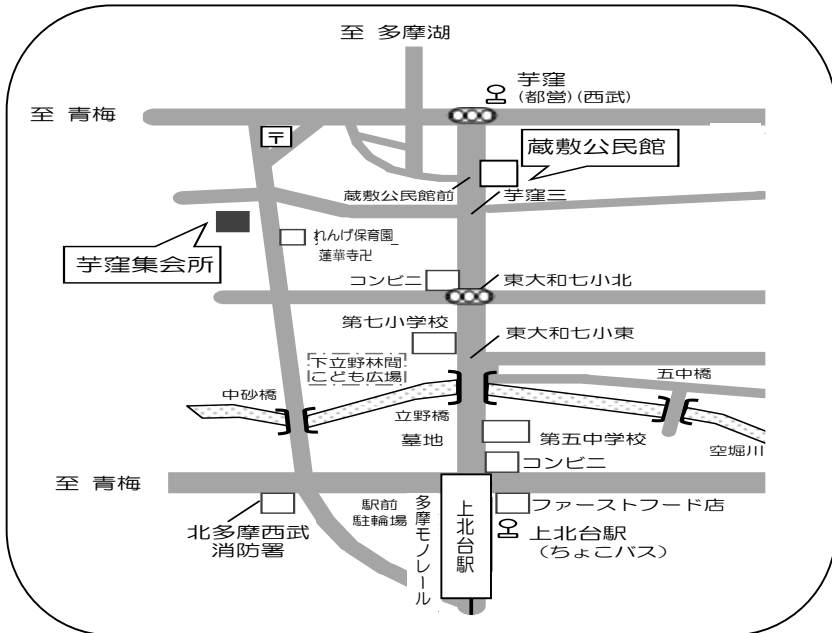 至 多摩湖
芋窪
(都営)(西武)
至 青梅
〒
蔵敷公民館
蔵敷公民館前
芋窪三
れんげ保育園
蓮華寺卍
芋窪集会所
コンビニ
東大和七小北
第七小学校
東大和七小東
下立野林間
こども広場
五中橋
中砂橋
立野橋
墓地
第五中学校
空堀川
コンビニ
至 青梅
駅前
駐輪場
多摩モノレール
上北台駅
ファーストフード店
北多摩西武
消防署
上北台駅
(ちょこバス)